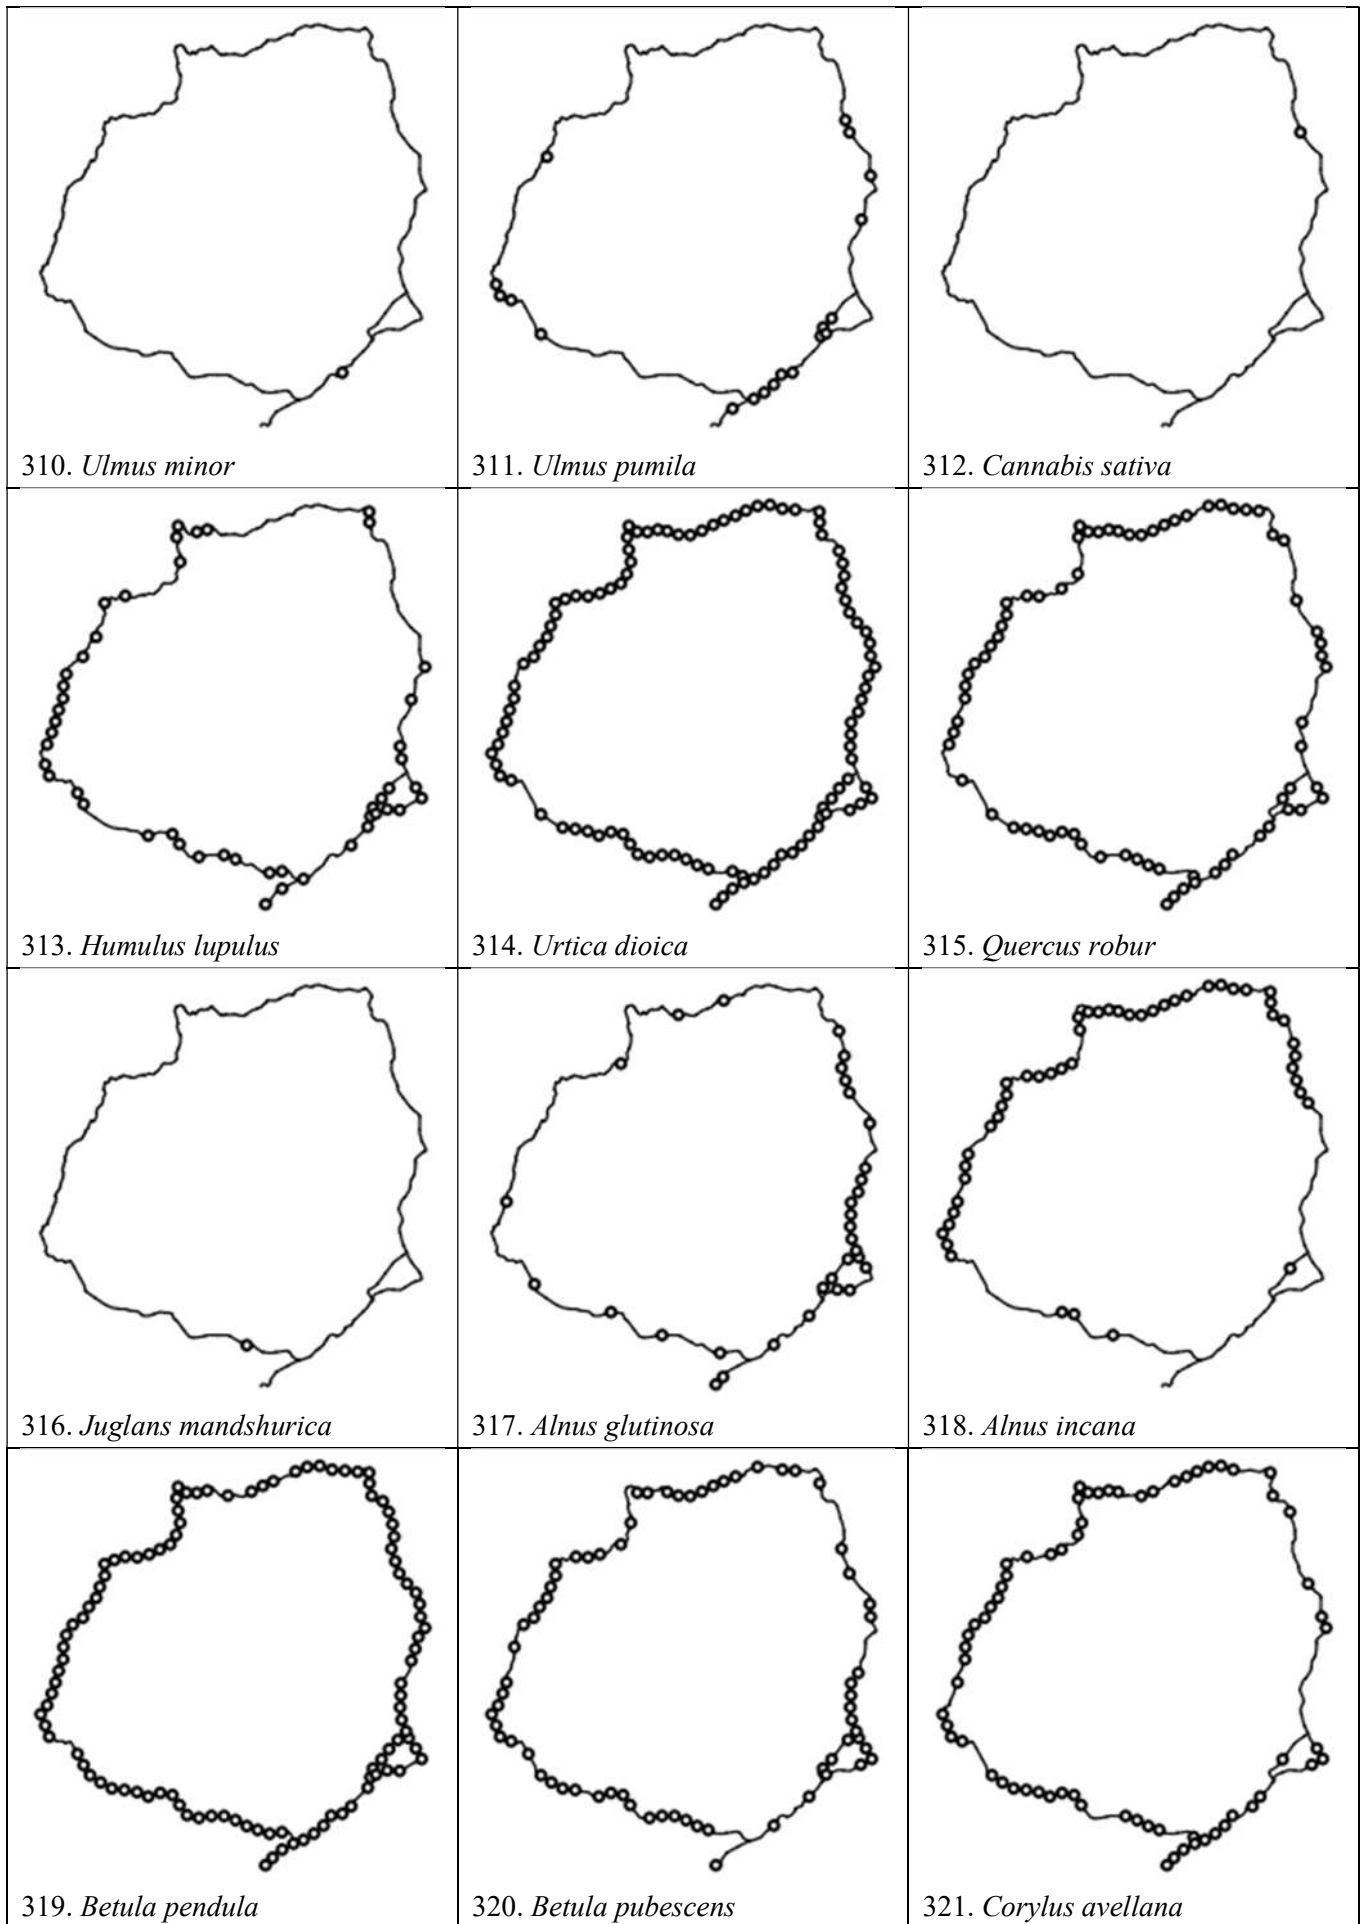 310. Ulmus minor
311. Ulmus pumila
312. Cannabis sativa
313. Humulus lupulus
314. Urtica dioica
315. Quercus robur
316. Juglans mandshurica
317. Alnus glutinosa
318. Alnus incana
319. Betula pendula
320. Betula pubescens
321. Corylus avellana